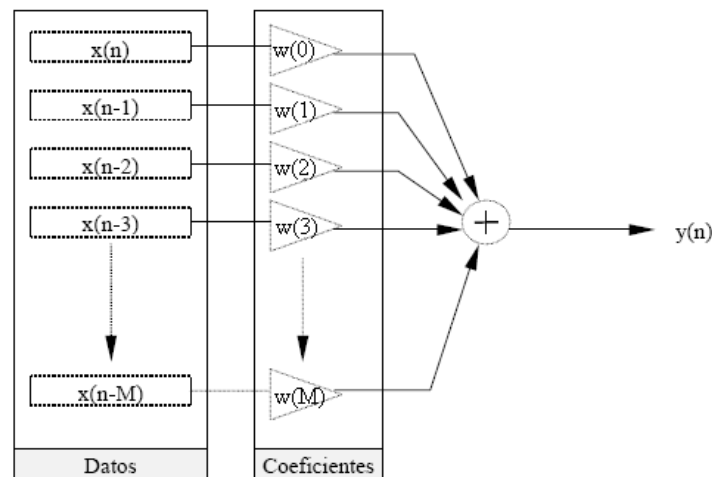 x(n)
w(0)
x(n-1)
w(1)
x(n-2)
w(2)
x(n-3)
w(3)
+
y(n)
x(n-M)
w(M)
Datos
Coeficientes